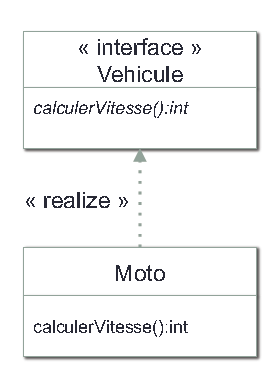 « interface »
Vehicule
calculerVitesse():int
« realize »
Moto
calculerVitesse():int